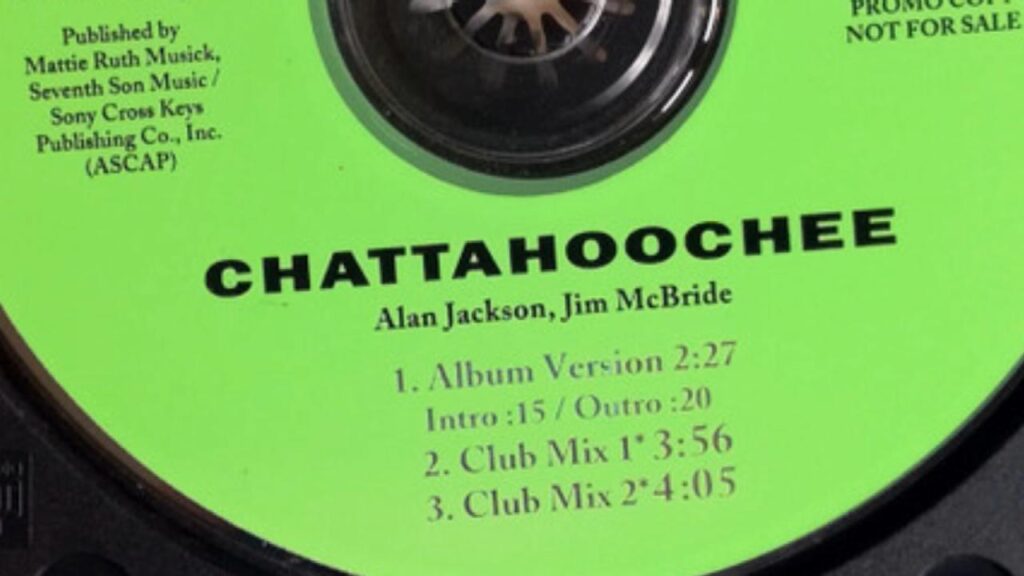 Published by
Mattie Ruth Musick,
Seventh Son Music /
Sony Cross Keys
Publishing Co., Inc.
(ASCAP)
PROMO COPY
NOT FOR SALE
CHATTAHOOCHEE
Alan Jackson, Jim McBride
1. Album Version 2:27
Intro :15 / Outro :20
2. Club Mix 1* 3:56
3. Club Mix 2* 4:05